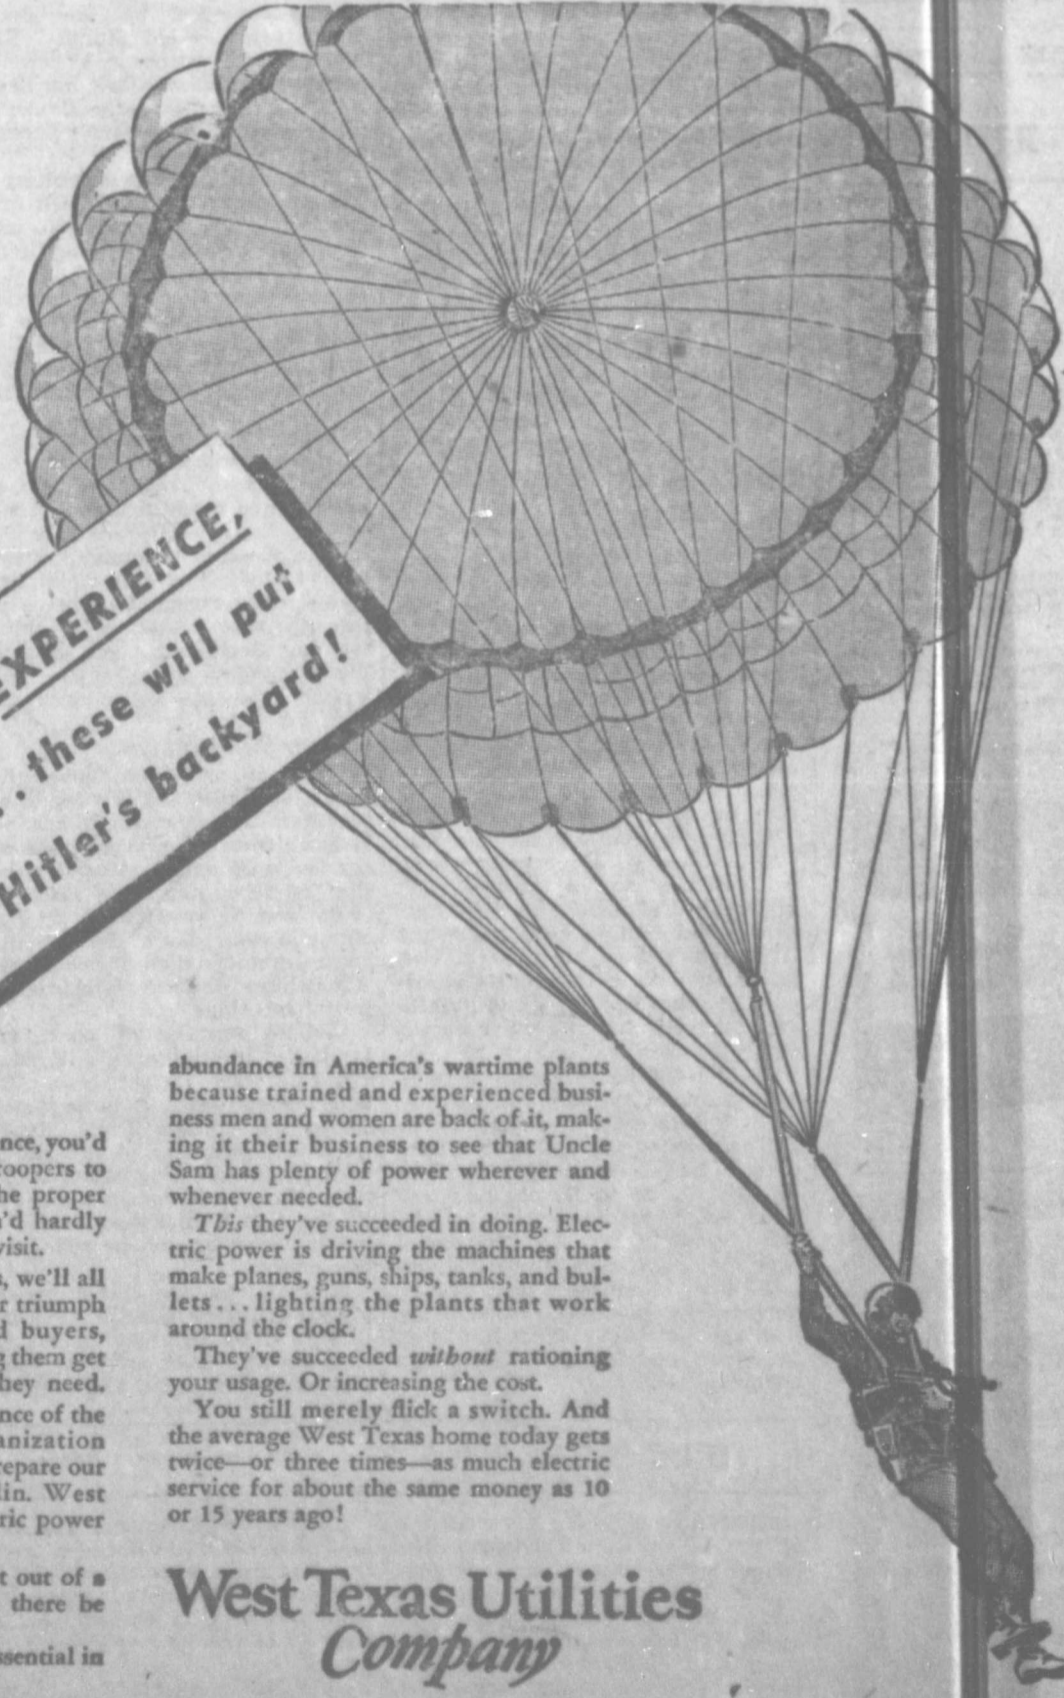 EXPERIENCE,
... these will put
Hitler's backyard!
nce, you'd
roopers to
he proper
'd hardly
visit.
s, we'll all
r triumph
d buyers,
g them get
hey need.
nce of the
anization
repare our
lin. West
ric power
t out of a
there be
ssential in
abundance in America's wartime plants
because trained and experienced busi-
ness men and women are back of it, mak-
ing it their business to see that Uncle
Sam has plenty of power wherever and
whenever needed.
This they've succeeded in doing. Elec-
tric power is driving the machines that
make planes, guns, ships, tanks, and bul-
lets...lighting the plants that work
around the clock.
They've succeeded without rationing
your usage. Or increasing the cost.
You still merely flick a switch. And
the average West Texas home today gets
twice—or three times—as much electric
service for about the same money as 10
or 15 years ago!
West Texas Utilities
Company